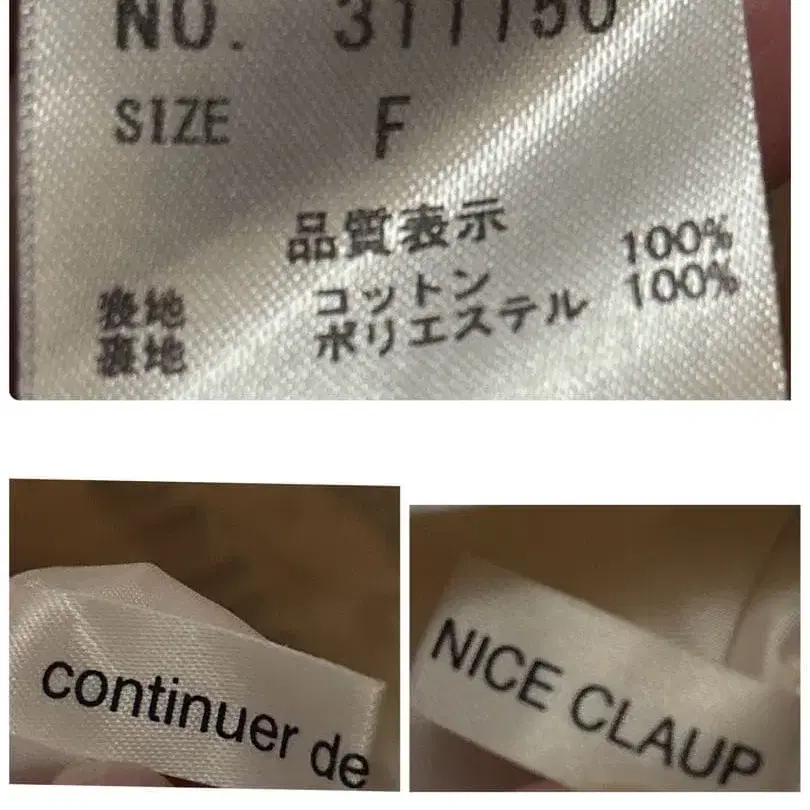 NO. 311150
SIZE F
品質表示
表地 コットン 100%
裏地 ポリエステル 100%
continuer de
NICE CLAUP